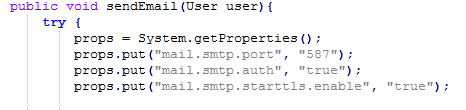 public void sendEmail(User user){
try {
props = System.getProperties();
props.put("mail.smtp.port", "587");
props.put("mail.smtp.auth", "true");
props.put("mail.smtp.starttls.enable", "true");